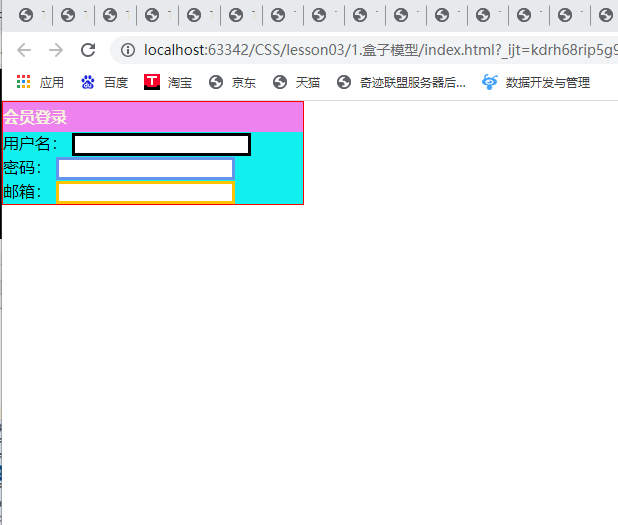 localhost:63342/CSS/lesson03/1.盒子模型/index.html?_ijt=kdrh68rip5g9
应用 百度 淘宝 京东 天猫 奇迹联盟服务器后... 数据开发与管理
会员登录
用户名：
密码：
邮箱：